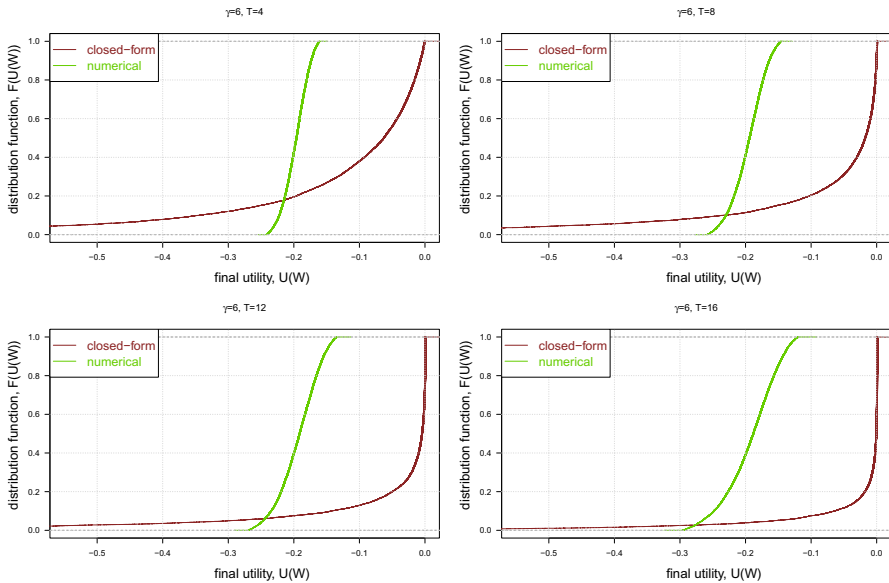 γ=6, T=4
distribution function, F(U(W))
1.0
0.8
0.6
0.4
0.2
0.0
closed−form
numerical
−0.5
−0.4
−0.3
−0.2
−0.1
0.0
final utility, U(W)
γ=6, T=8
distribution function, F(U(W))
1.0
0.8
0.6
0.4
0.2
0.0
closed−form
numerical
−0.5
−0.4
−0.3
−0.2
−0.1
0.0
final utility, U(W)
γ=6, T=12
distribution function, F(U(W))
1.0
0.8
0.6
0.4
0.2
0.0
closed−form
numerical
−0.5
−0.4
−0.3
−0.2
−0.1
0.0
final utility, U(W)
γ=6, T=16
distribution function, F(U(W))
1.0
0.8
0.6
0.4
0.2
0.0
closed−form
numerical
−0.5
−0.4
−0.3
−0.2
−0.1
0.0
final utility, U(W)